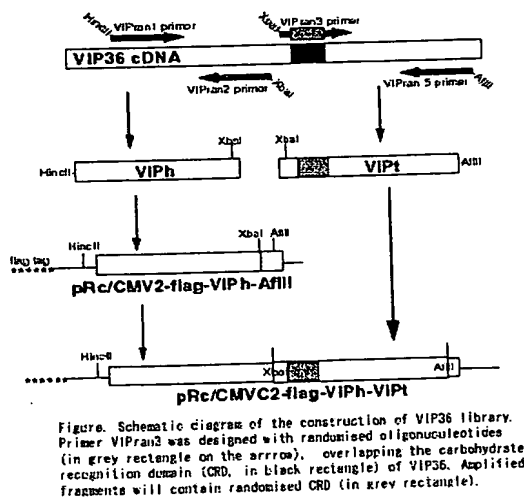 HincII VIPran1 primer XbaI VIPran3 primer
VIP36 cDNA
VIPran2 primer XbaI VIPran 5 primer AflII
XbaI XbaI
HincII VIPh VIPt AflII
XbaI AflII
flag tag HincII
pRc/CMV2-flag-VIPh-AflII
HincII XbaI AflII
pRc/CMVC2-flag-VIPh-VIPt
Figure. Schematic diagram of the construction of VIP36 library.
Primer VIPran3 was designed with randomised oligonucleotides
(in grey rectangle on the arrrow), overlapping the carbohydrate
recognition domain (CRD, in black rectangle) of VIP36. Amplified
fragments will contain randomised CRD (in grey rectangle).